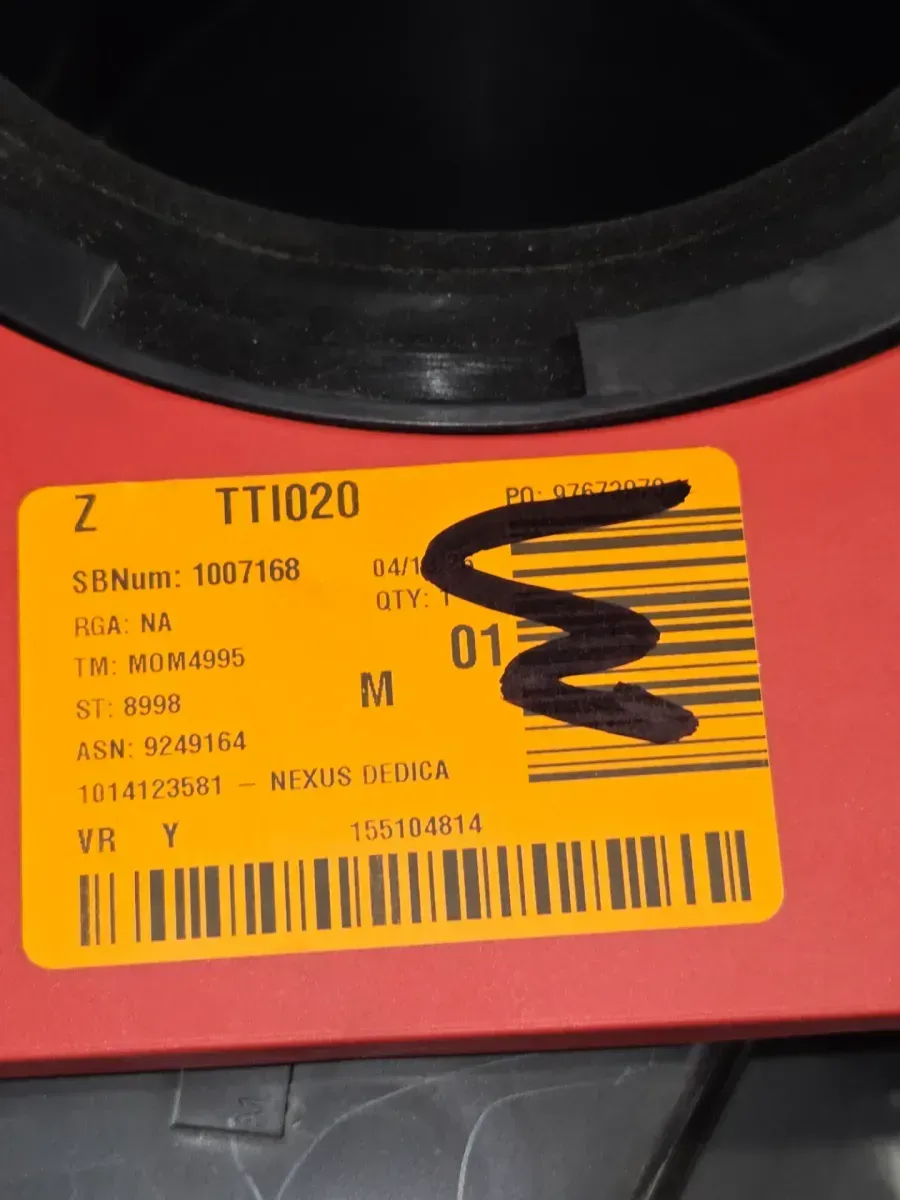 Z TTI020 PO:
SBNum: 1007168
RGA: NA QTY: 1
TM: MOM4995 01
ST: 8998 M
ASN: 9249164
1014123581 — NEXUS DEDICA
VR Y 155104814